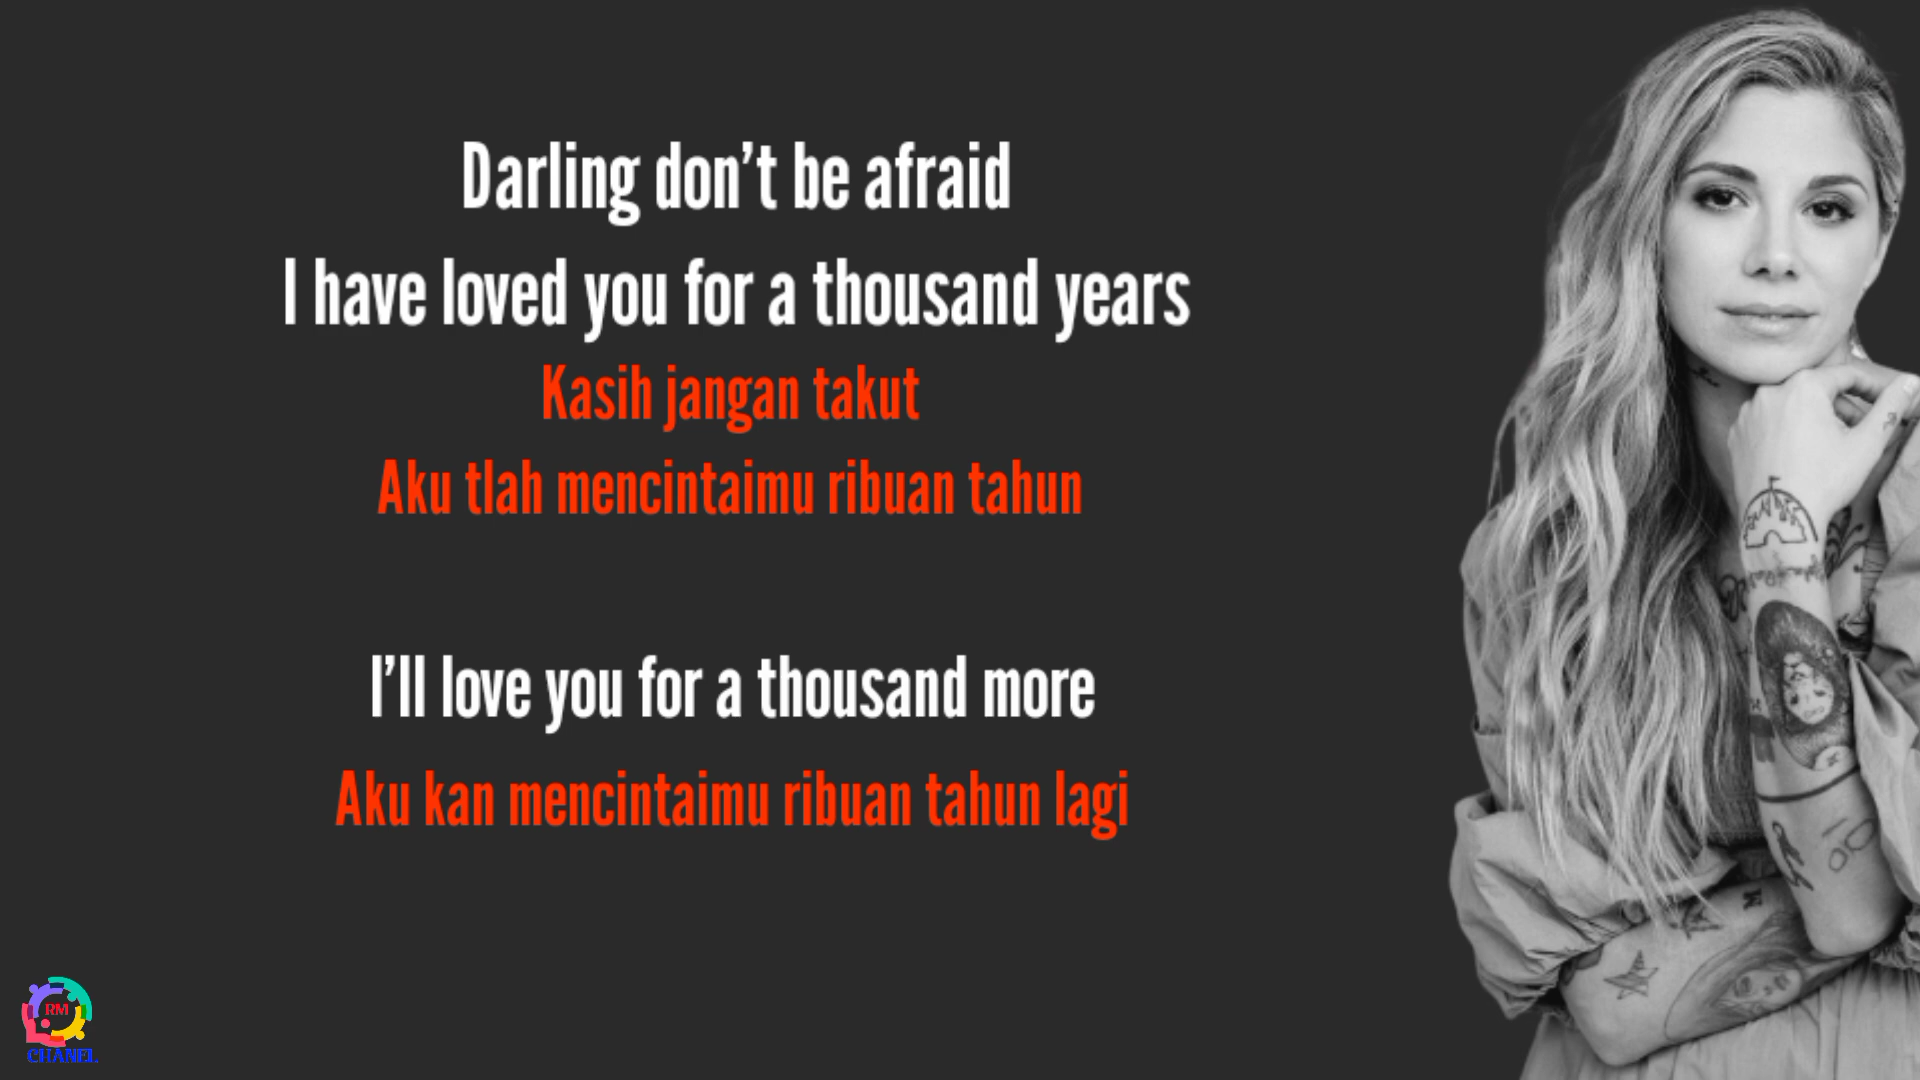 Darling don’t be afraid
I have loved you for a thousand years
Kasih jangan takut
Aku tlah mencintaimu ribuan tahun
I’ll love you for a thousand more
Aku kan mencintaimu ribuan tahun lagi
RM
CHANEL